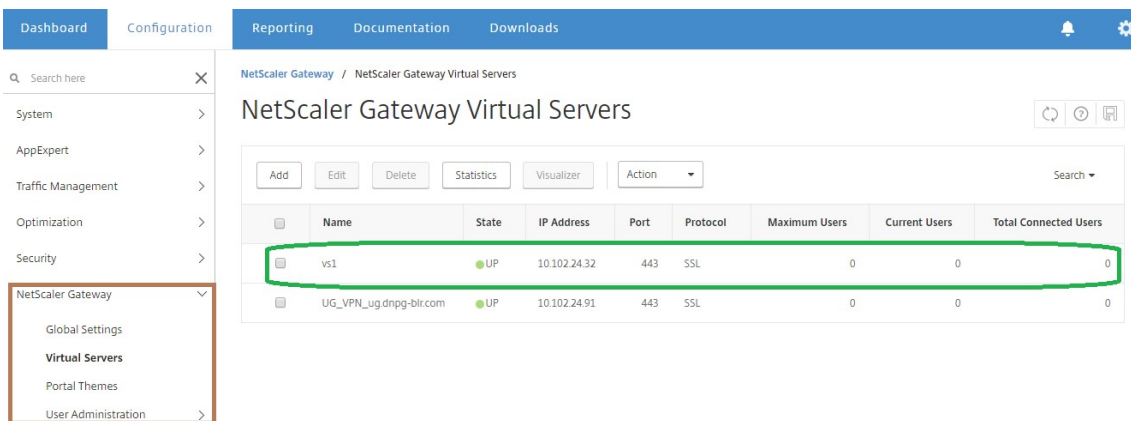 Dashboard Configuration Reporting Documentation Downloads
Search here
System
AppExpert
Traffic Management
Optimization
Security
NetScaler Gateway
Global Settings
Virtual Servers
Portal Themes
User Administration
NetScaler Gateway / NetScaler Gateway Virtual Servers
NetScaler Gateway Virtual Servers
Add Edit Delete Statistics Visualizer Action Search
Name State IP Address Port Protocol Maximum Users Current Users Total Connected Users
vs1 UP 10.102.24.32 443 SSL 0 0 0
UG_VPN_ug.dnpg-blr.com UP 10.102.24.91 443 SSL 0 0 0